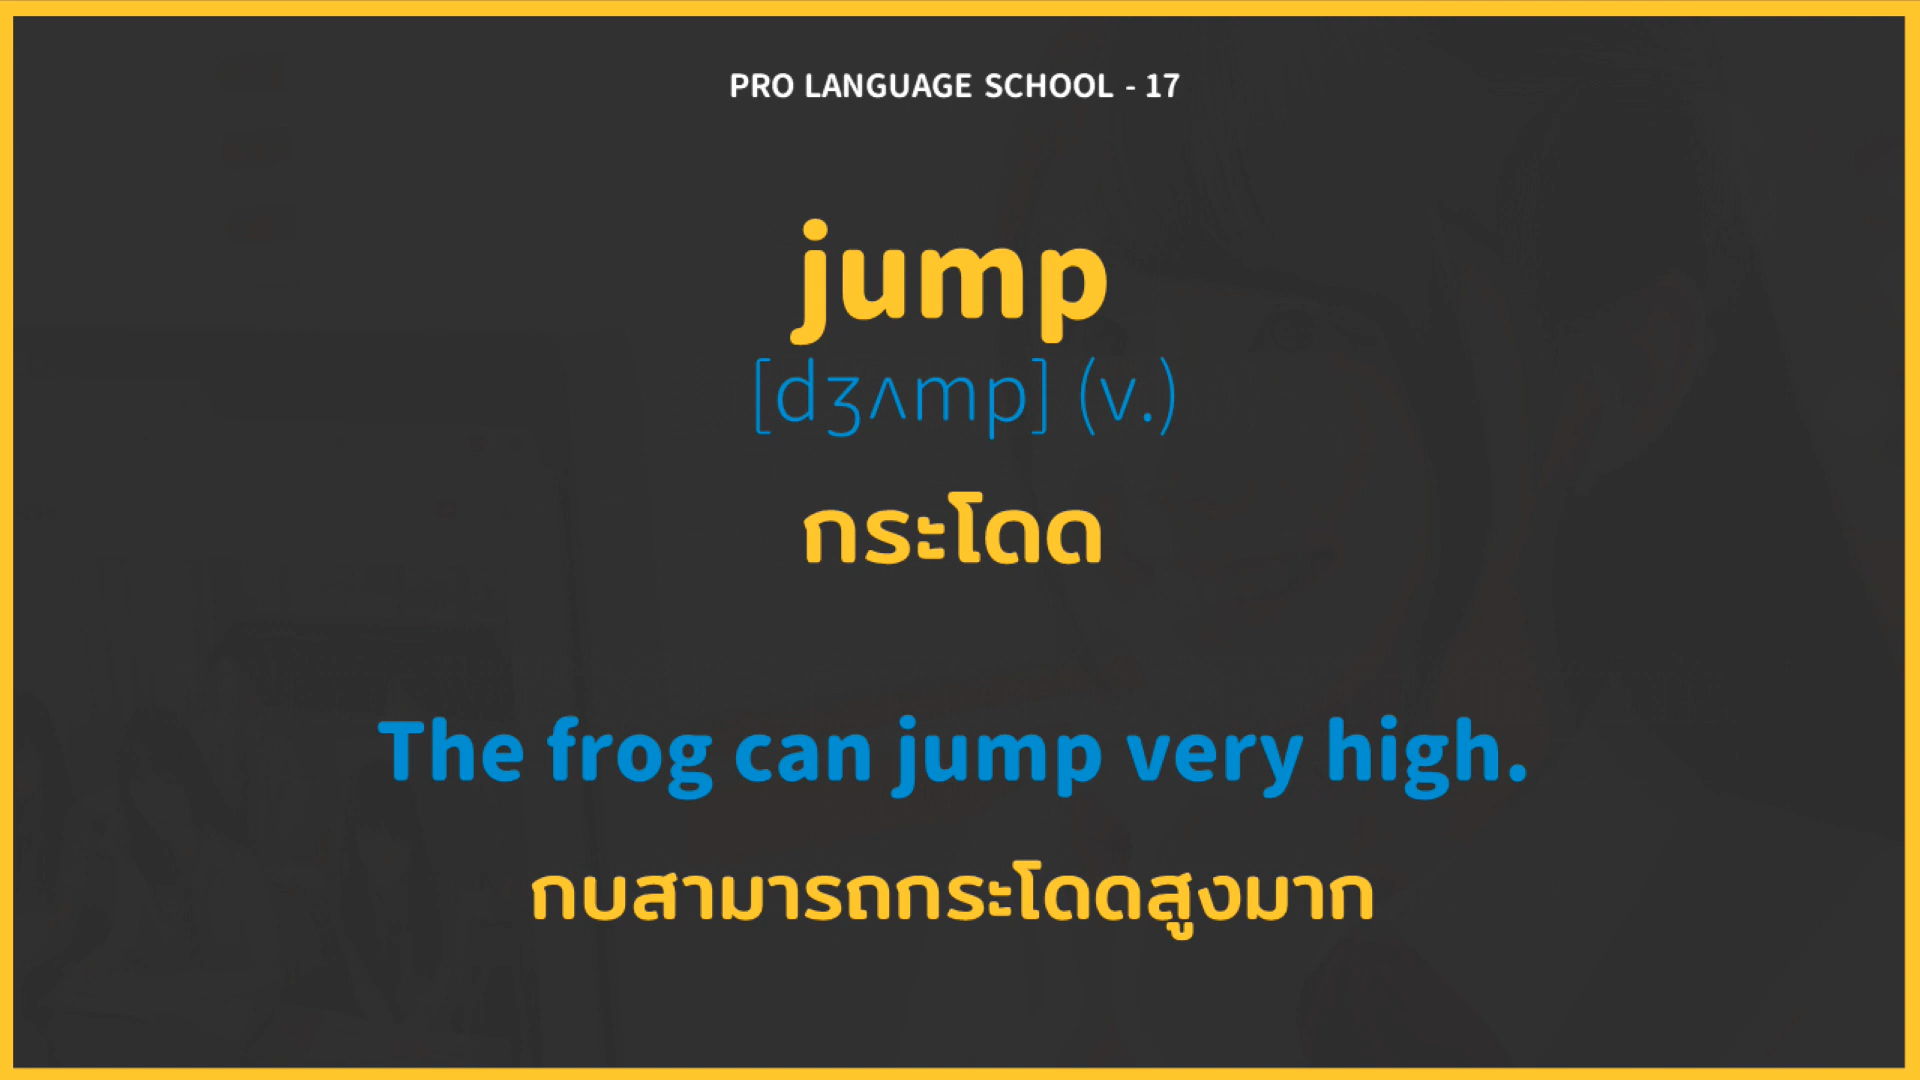 PRO LANGUAGE SCHOOL - 17
jump
[dʒʌmp] (v.)
กระโดด
The frog can jump very high.
กบสามารถกระโดดสูงมาก